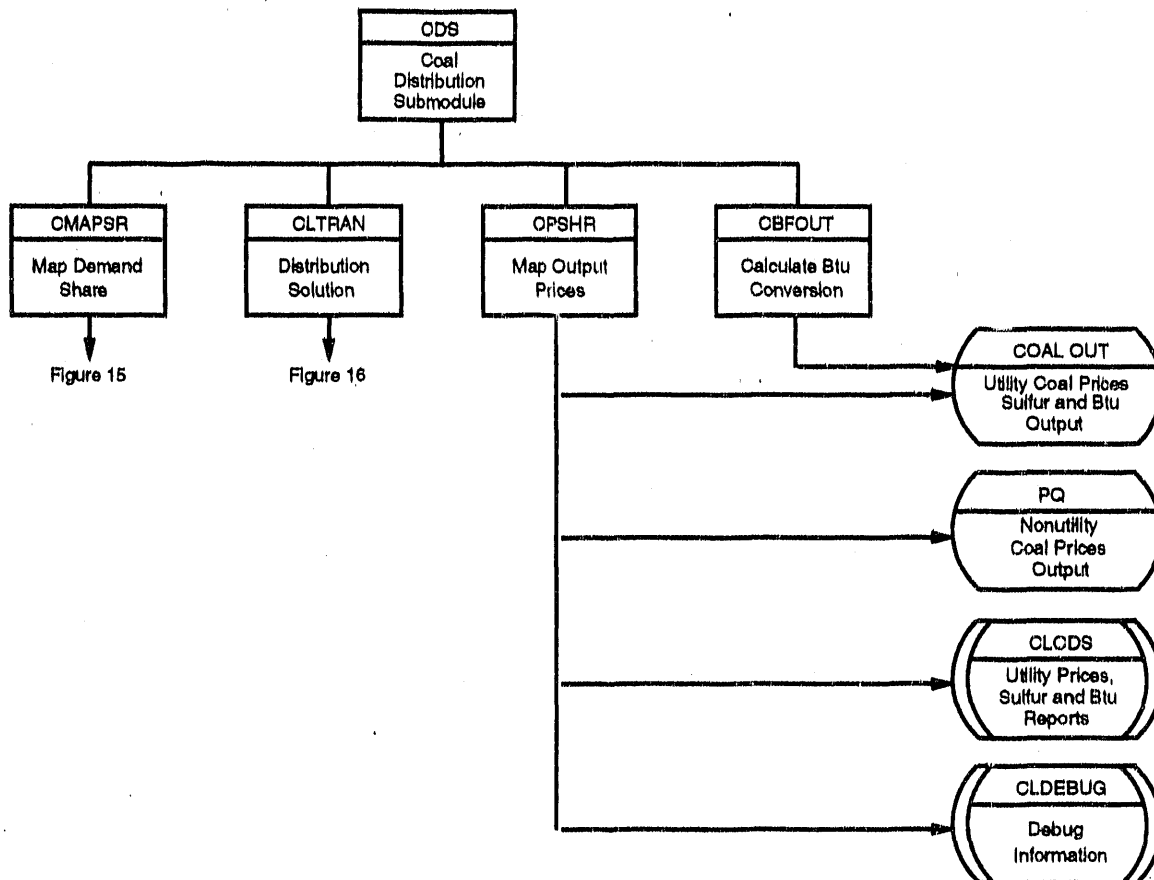 CDS
Coal
Distribution
Submodule
CMAPSR
Map Demand
Share
CLTRAN
Distribution
Solution
CPSHR
Map Output
Prices
CBFOUT
Calculate Btu
Conversion
Figure 15
Figure 16
COAL OUT
Utility Coal Prices
Sulfur and Btu
Output
PQ
Nonutility
Coal Prices
Output
CLCDS
Utility Prices,
Sulfur and Btu
Reports
CLDEBUG
Debug
Information